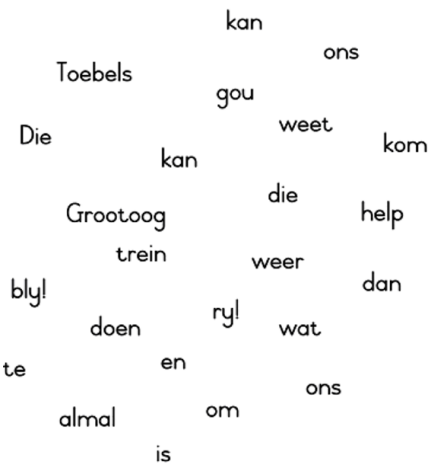 kan
ons
Toebels
gou
weet
Die
kom
kan
die
help
Grootoog
trein
weer
dan
bly!
ry!
doen
wat
en
te
ons
om
almal
is